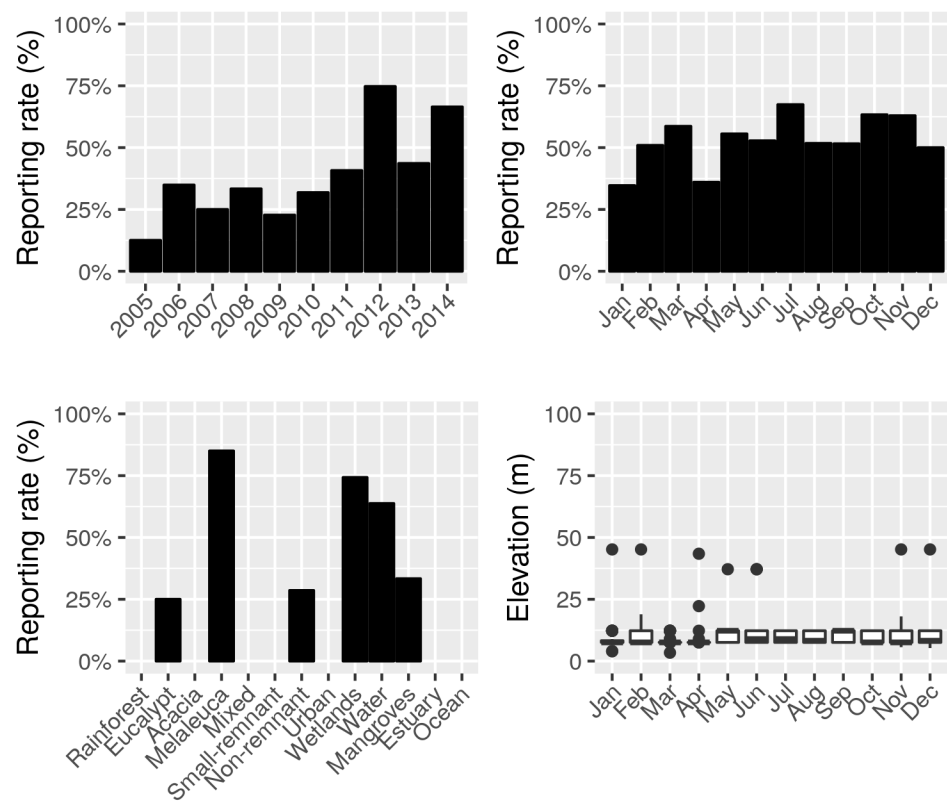 Reporting rate (%)
100%
75%
50%
25%
0%
2005
2006
2007
2008
2009
2010
2011
2012
2013
2014
Reporting rate (%)
100%
75%
50%
25%
0%
Jan
Feb
Mar
Apr
May
Jun
Jul
Aug
Sep
Oct
Nov
Dec
Reporting rate (%)
100%
75%
50%
25%
0%
Rainforest
Eucalypt
Acacia
Melaleuca
Mixed
Small-remnant
Non-remnant
Urban
Wetlands
Water
Mangroves
Estuary
Ocean
Elevation (m)
100
75
50
25
0
Jan
Feb
Mar
Apr
May
Jun
Jul
Aug
Sep
Oct
Nov
Dec